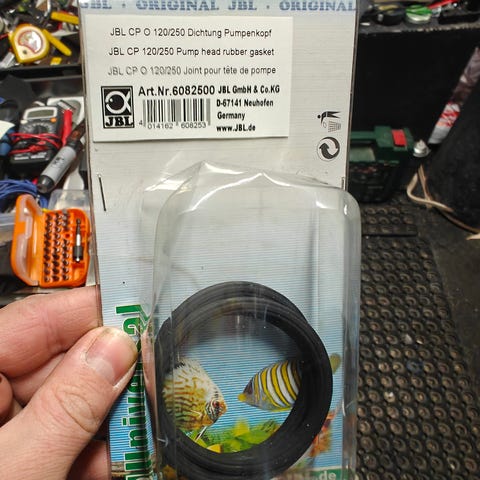 JBL · ORIGINAL JBL · ORIGINAL
JBL CP O 120/250 Dichtung Pumpenkopf
JBL CP 120/250 Pump head rubber gasket
JBL CP O 120/250 Joint pour tête de pompe
Art.Nr.6082500 JBL GmbH & Co.KG
D-67141 Neuhofen
Germany
www.JBL.de
JBL
4 014162 608253